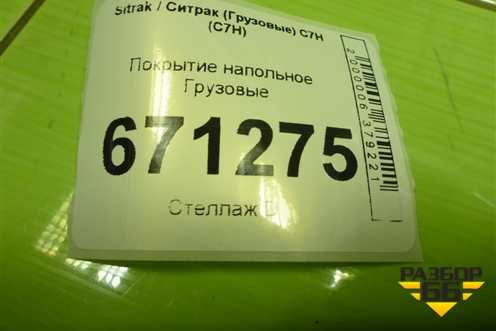 Sitrak / Ситрак (Грузовые) C7H
(C7H)
Покрытие напольное
Грузовые
671275
Стеллаж
2000006379221
РАЗБОР
66